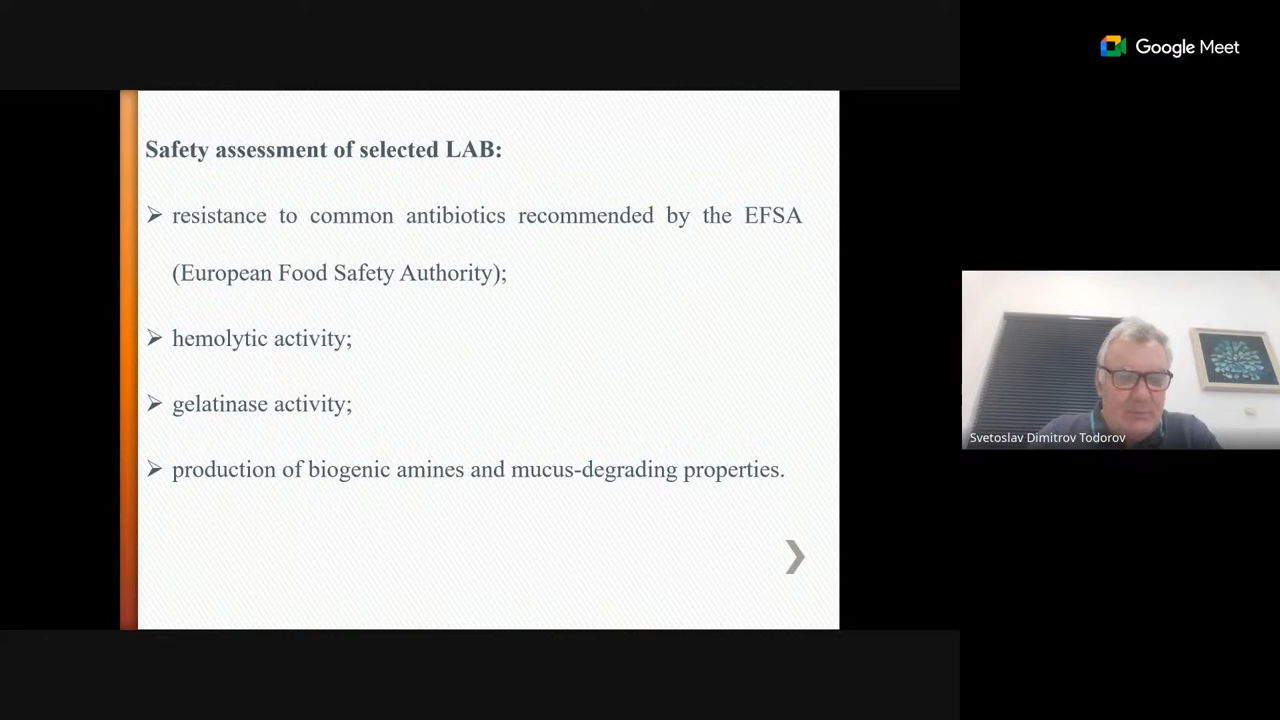 Google Meet
Safety assessment of selected LAB:
➢ resistance to common antibiotics recommended by the EFSA
(European Food Safety Authority);
➢ hemolytic activity;
➢ gelatinase activity;
➢ production of biogenic amines and mucus-degrading properties.
Svetoslav Dimitrov Todorov